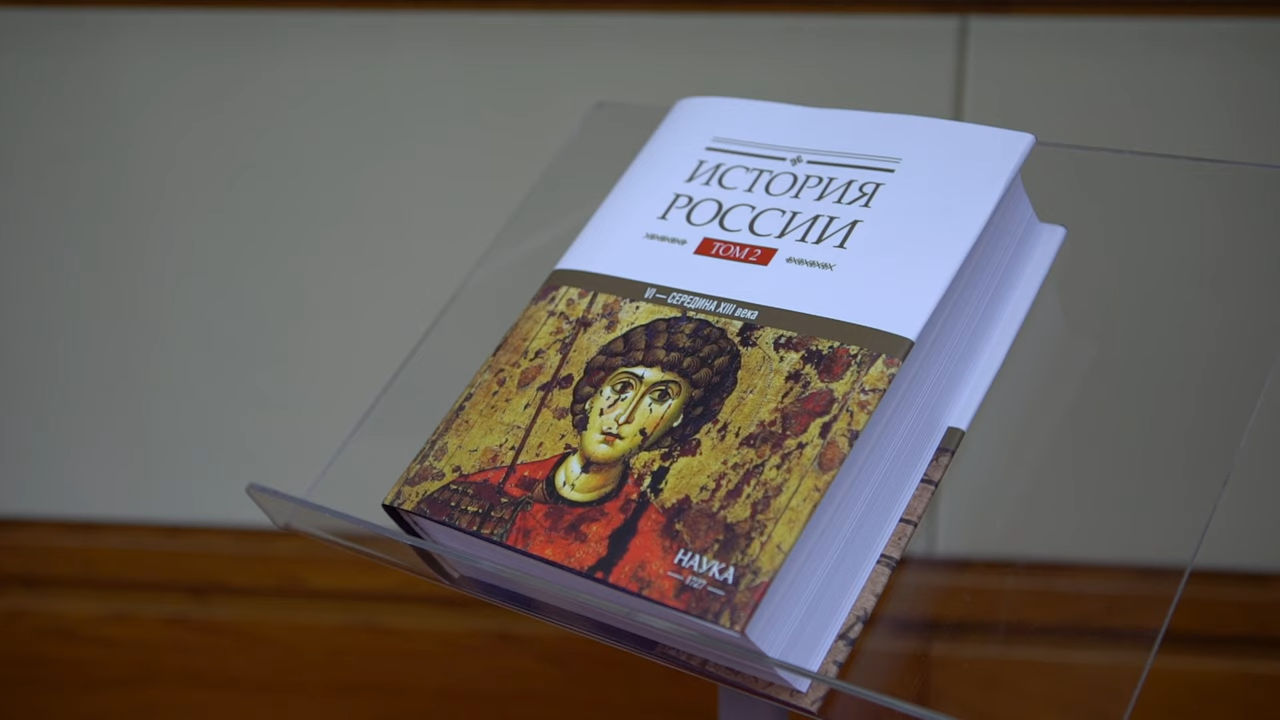 ИСТОРИЯ
РОССИИ
ТОМ 2
VI — СЕРЕДИНА XIII века
НАУКА
— 1727 —